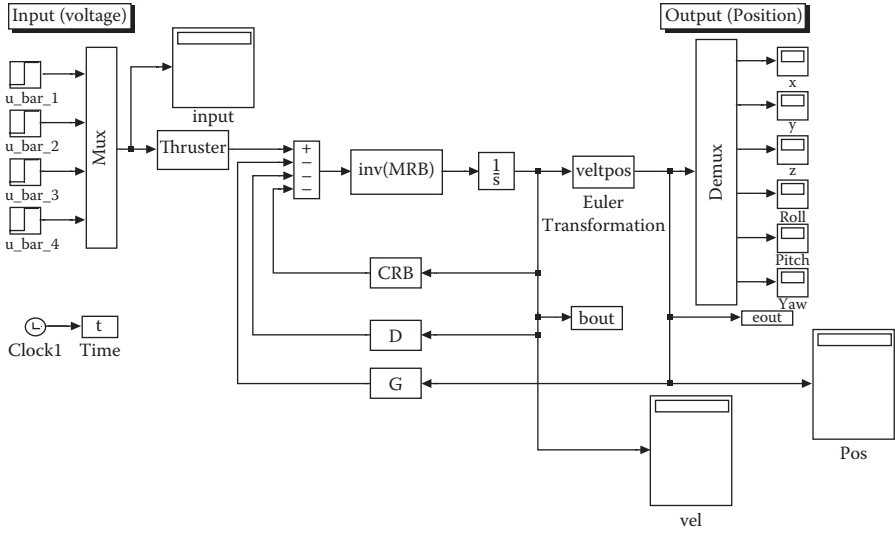 Input (voltage)
Output (Position)
u_bar_1
u_bar_2
u_bar_3
u_bar_4
Mux
input
Thruster
+
−
−
−
inv(MRB)
1
s
veltpos
Euler
Transformation
Demux
x
y
z
Roll
Pitch
Yaw
CRB
D
G
bout
eout
Clock1
t
Time
vel
Pos